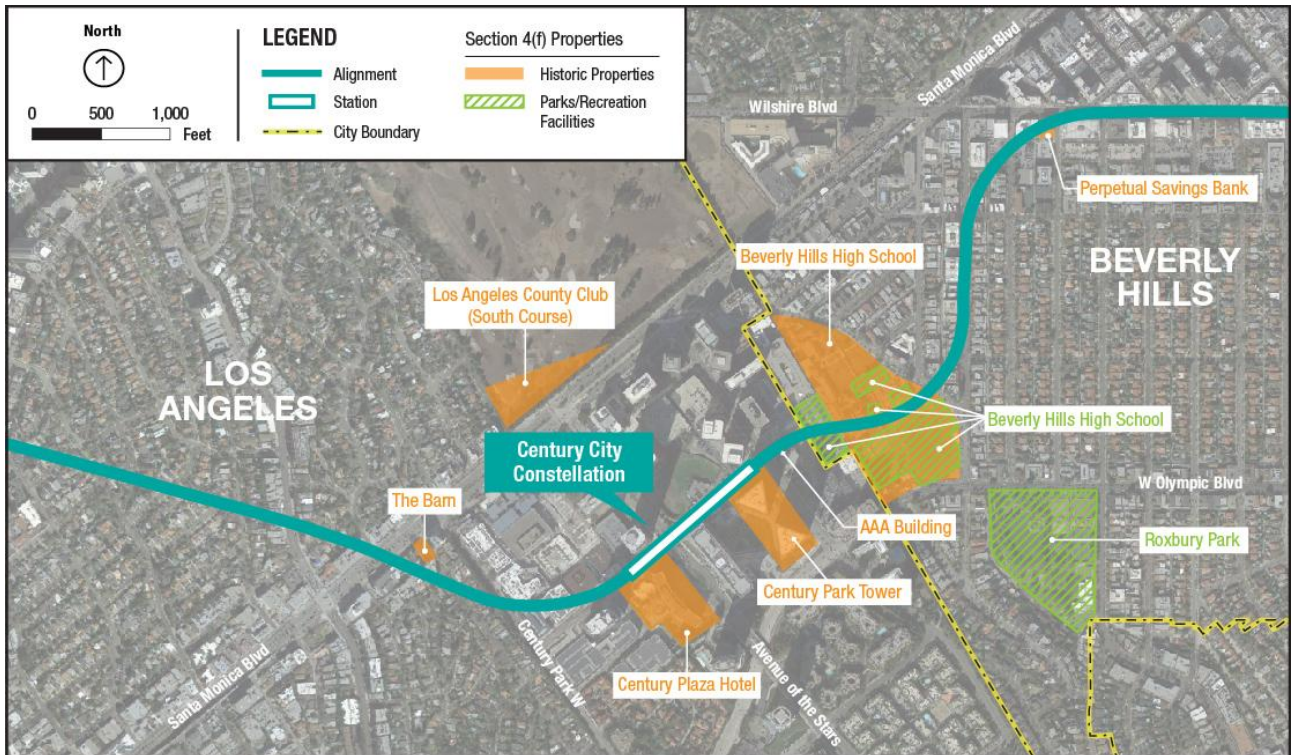 North
0 500 1,000
Feet
LEGEND
Alignment
Station
City Boundary
Section 4(f) Properties
Historic Properties
Parks/Recreation
Facilities
Santa Monica Blvd
Wilshire Blvd
Perpetual Savings Bank
Beverly Hills High School
BEVERLY
HILLS
Los Angeles County Club
(South Course)
LOS
ANGELES
Beverly Hills High School
Century City
Constellation
W Olympic Blvd
The Barn
AAA Building
Roxbury Park
Century Park Tower
Century Park W
Santa Monica Blvd
Century Plaza Hotel
Avenue of the Stars